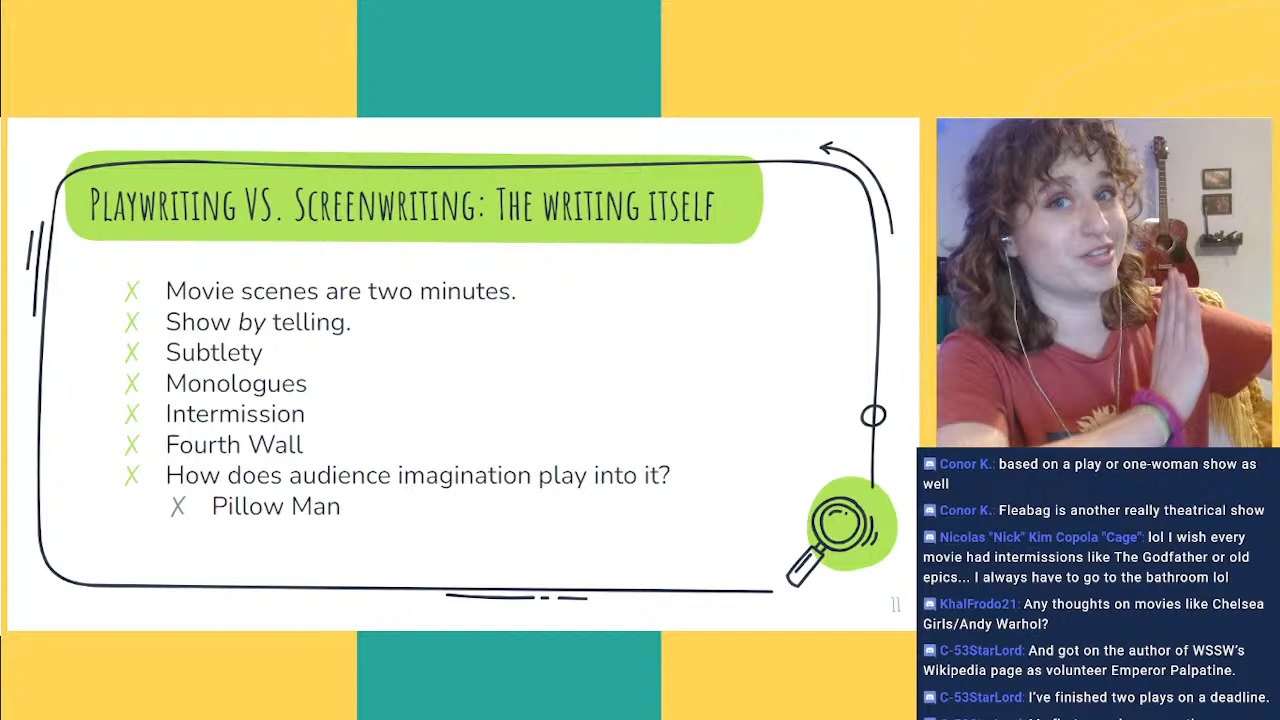 PLAYWRITING VS. SCREENWRITING: THE WRITING ITSELF
X Movie scenes are two minutes.
X Show by telling.
X Subtlety
X Monologues
X Intermission
X Fourth Wall
X How does audience imagination play into it?
X Pillow Man
11
Conor K.: based on a play or one-woman show as
well
Conor K.: Fleabag is another really theatrical show
Nicolas "Nick" Kim Copola "Cage": lol I wish every
movie had intermissions like The Godfather or old
epics... I always have to go to the bathroom lol
KhalFrodo21: Any thoughts on movies like Chelsea
Girls/Andy Warhol?
C-53StarLord: And got on the author of WSSW's
Wikipedia page as volunteer Emperor Palpatine.
C-53StarLord: I've finished two plays on a deadline.